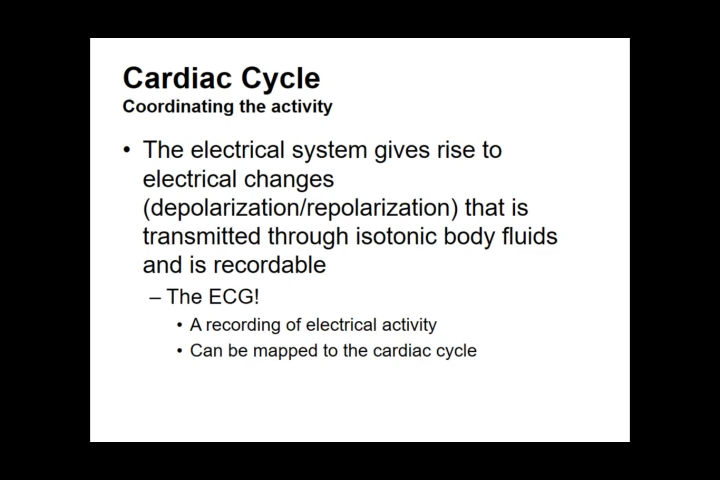 Cardiac Cycle
Coordinating the activity
• The electrical system gives rise to
electrical changes
(depolarization/repolarization) that is
transmitted through isotonic body fluids
and is recordable
– The ECG!
• A recording of electrical activity
• Can be mapped to the cardiac cycle